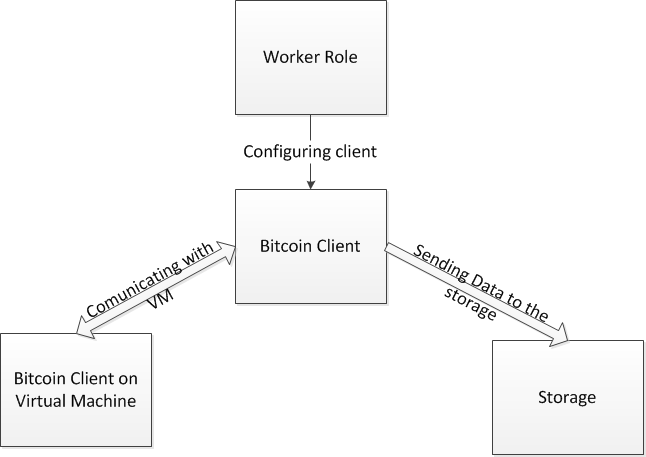 Worker Role
Configuring client
Bitcoin Client
Comunicating with
VM
Sending Data to the
storage
Bitcoin Client on
Virtual Machine
Storage